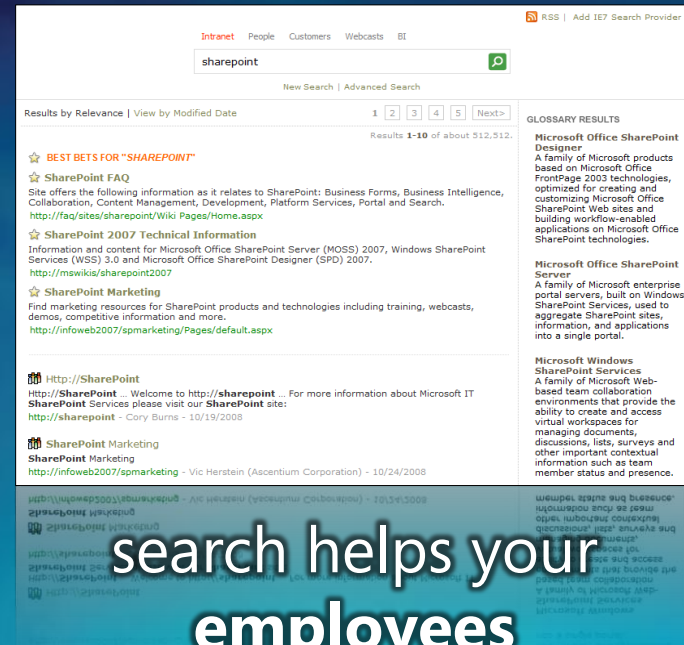 RSS | Add IE7 Search Provider
Intranet People Customers Webcasts BI
sharepoint
New Search | Advanced Search
Results by Relevance | View by Modified Date 1 2 3 4 5 Next>
Results 1-10 of about 512,512.
BEST BETS FOR "SHAREPOINT"
SharePoint FAQ
Site offers the following information as it relates to SharePoint: Business Forms, Business Intelligence,
Collaboration, Content Management, Development, Platform Services, Portal and Search.
http://faq/sites/sharepoint/Wiki Pages/Home.aspx
SharePoint 2007 Technical Information
Information and content for Microsoft Office SharePoint Server (MOSS) 2007, Windows SharePoint
Services (WSS) 3.0 and Microsoft Office SharePoint Designer (SPD) 2007.
http://mswikis/sharepoint2007
SharePoint Marketing
Find marketing resources for SharePoint products and technologies including training, webcasts,
demos, competitive information and more.
http://infoweb2007/spmarketing/Pages/default.aspx
Http://SharePoint
Http://SharePoint ... Welcome to http://sharepoint ... For more information about Microsoft IT
SharePoint Services please visit our SharePoint site:
http://sharepoint - Cory Burns - 10/19/2008
SharePoint Marketing
SharePoint Marketing
http://infoweb2007/spmarketing - Vic Herstein (Ascentium Corporation) - 10/24/2008
GLOSSARY RESULTS
Microsoft Office SharePoint
Designer
A family of Microsoft products
based on Microsoft Office
FrontPage 2003 technologies,
optimized for creating and
customizing Microsoft Office
SharePoint Web sites and
building workflow-enabled
applications on Microsoft Office
SharePoint technologies.
Microsoft Office SharePoint
Server
A family of Microsoft enterprise
portal servers, built on Windows
SharePoint Services, used to
aggregate SharePoint sites,
information, and applications
into a single portal.
Microsoft Windows
SharePoint Services
A family of Microsoft Web-
based team collaboration
environments that provide the
ability to create and access
virtual workspaces for
managing documents,
discussions, lists, surveys and
other important contextual
information such as team
member status and presence.
search helps your
employees